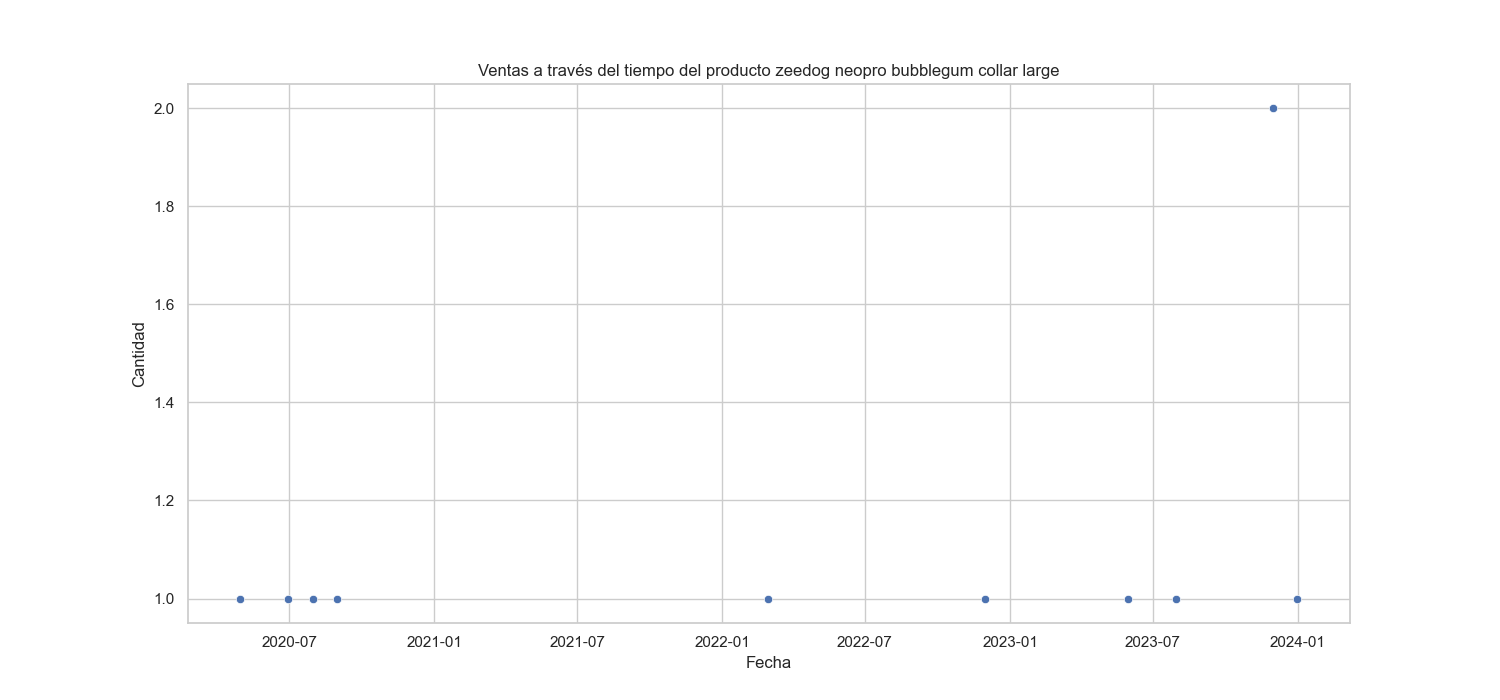 Ventas a través del tiempo del producto zeedog neopro bubblegum collar large
2.0
1.8
1.6
1.4
1.2
1.0
Cantidad
2020-07 2021-01 2021-07 2022-01 2022-07 2023-01 2023-07 2024-01
Fecha